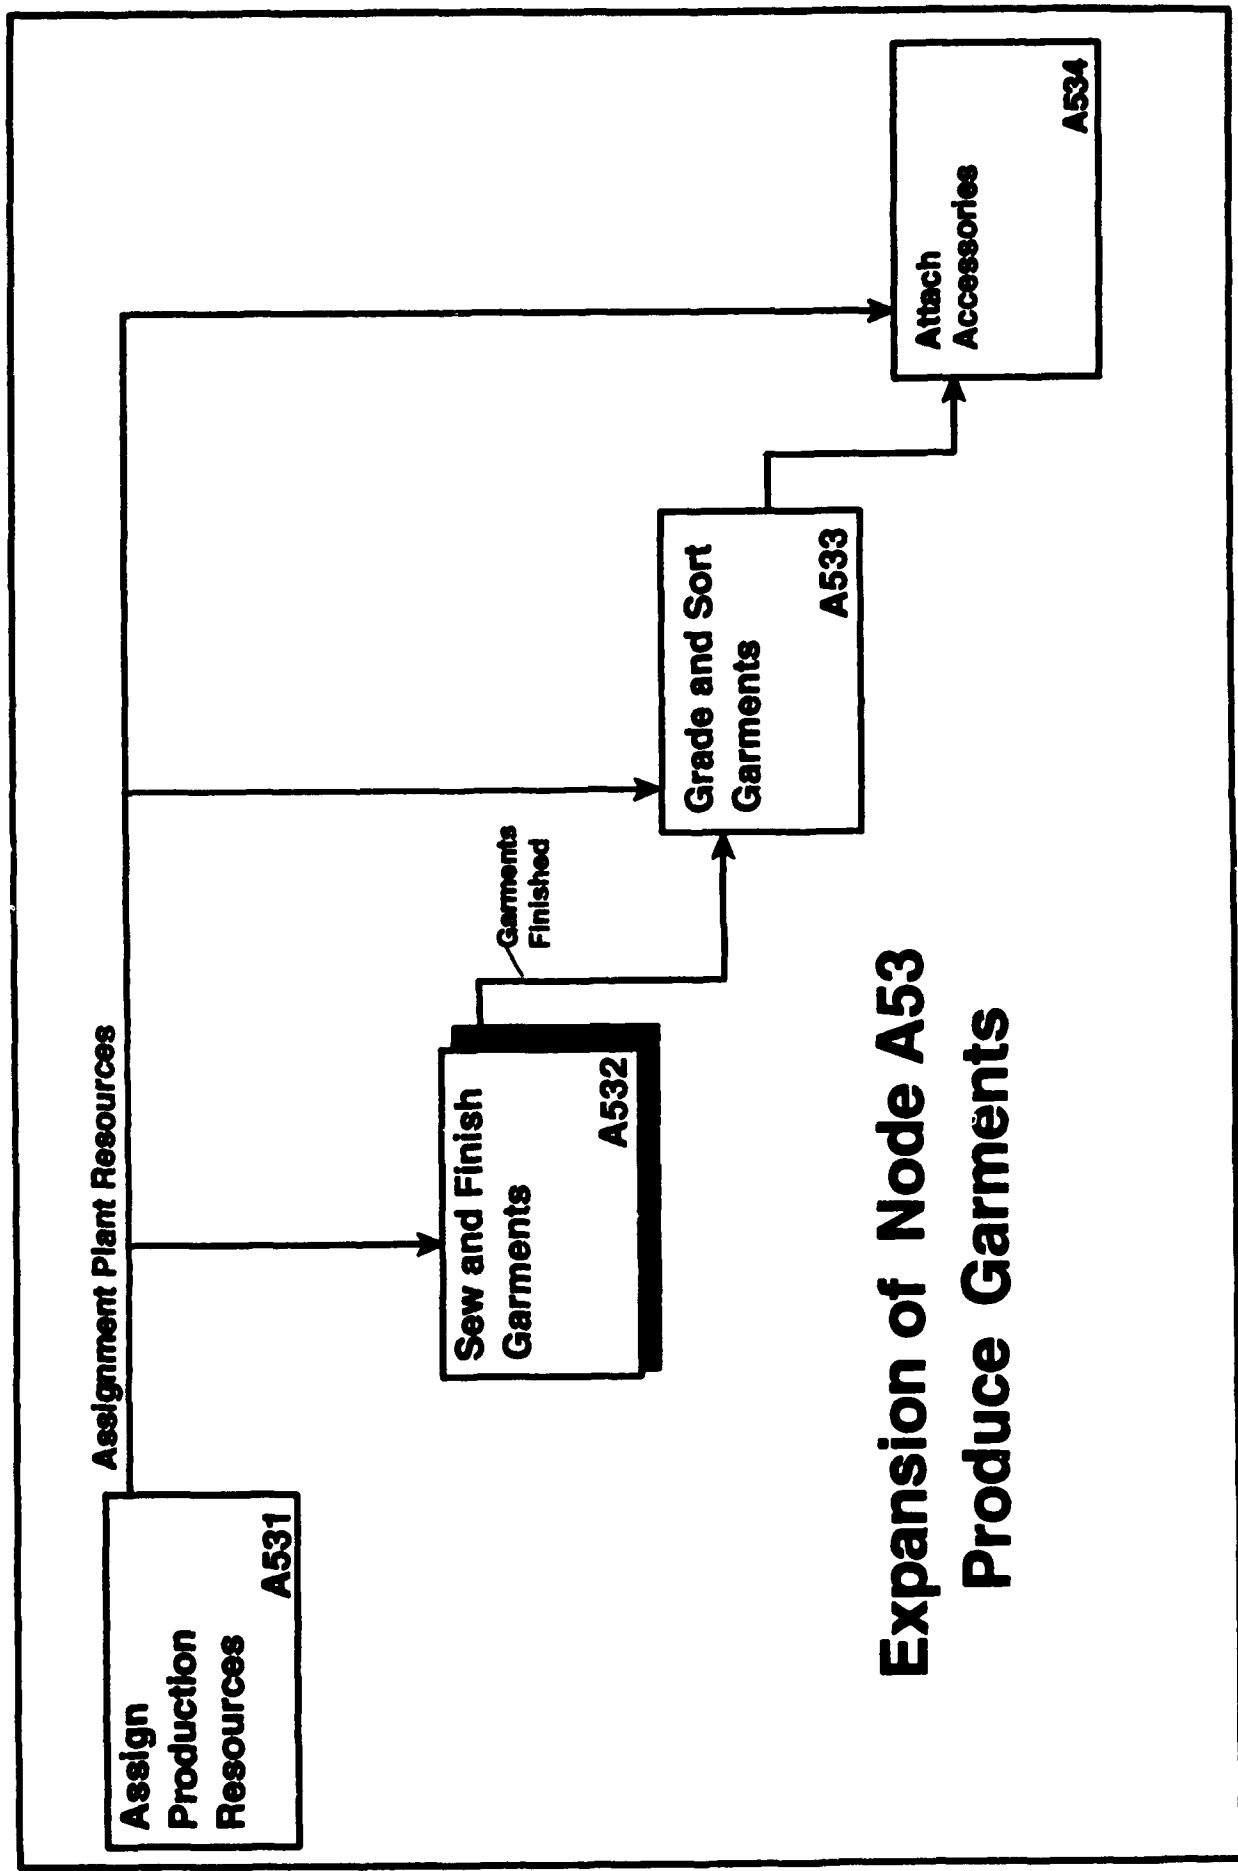 Assign
Production
Resources
A531
Assignment Plant Resources
Sew and Finish
Garments
A532
Garments
Finished
Grade and Sort
Garments
A533
Attach
Accessories
A534
Expansion of Node A53
Produce Garments